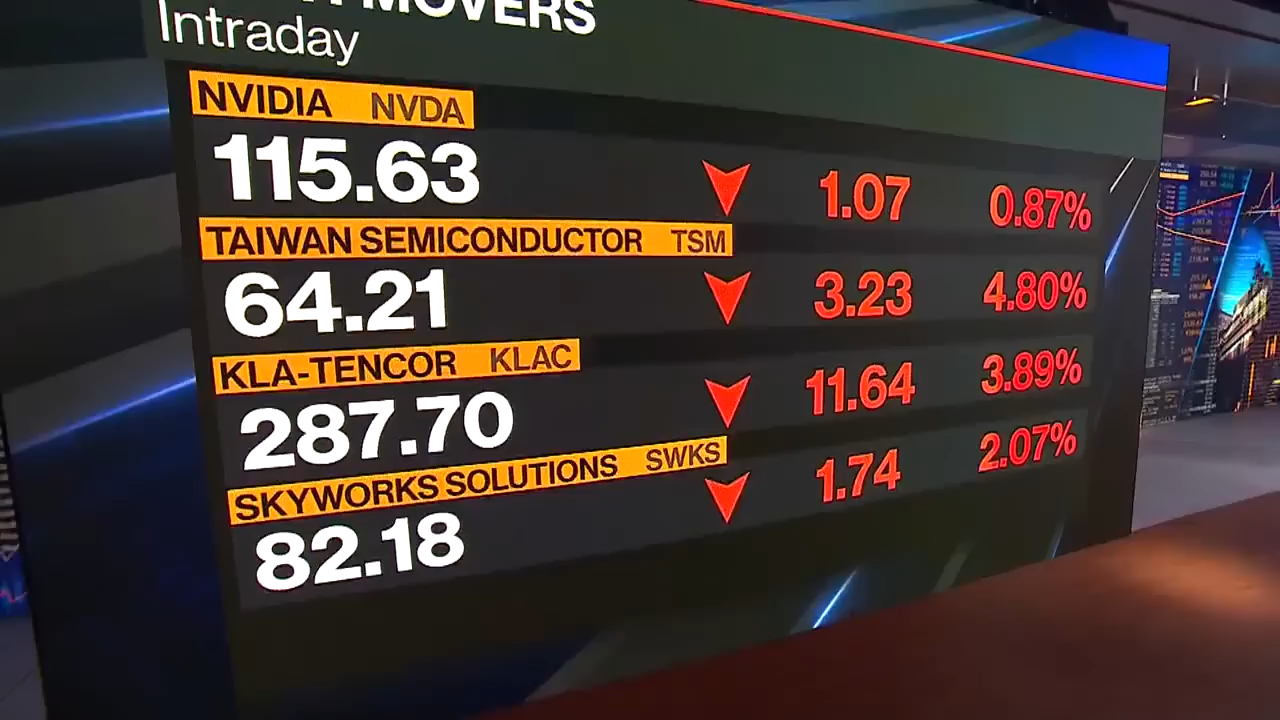 MOVERS
Intraday
NVIDIA NVDA
115.63 1.07 0.87%
TAIWAN SEMICONDUCTOR TSM
64.21 3.23 4.80%
KLA-TENCOR KLAC
287.70 11.64 3.89%
SKYWORKS SOLUTIONS SWKS
82.18 1.74 2.07%